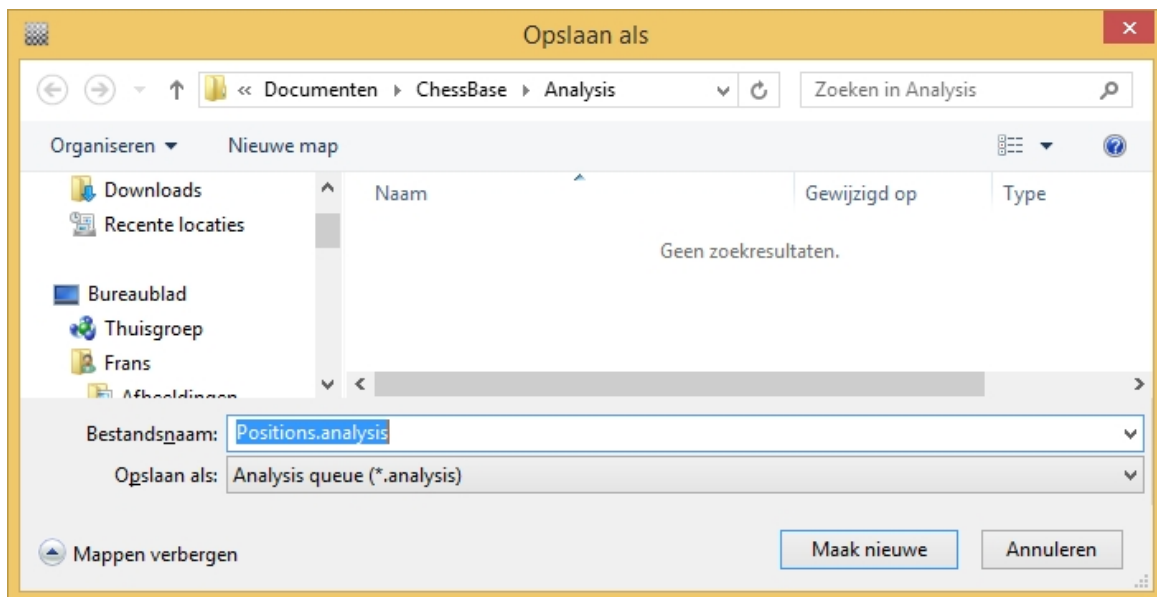 Opslaan als
« Documenten ChessBase Analysis Zoeken in Analysis
Organiseren Nieuwe map
Downloads
Recente locaties
Bureaublad
Thuisgroep
Frans
Afbeeldingen
Naam Gewijzigd op Type
Geen zoekresultaten.
Bestandsnaam: Positions.analysis
Opslaan als: Analysis queue (*.analysis)
Mappen verbergen Maak nieuwe Annuleren